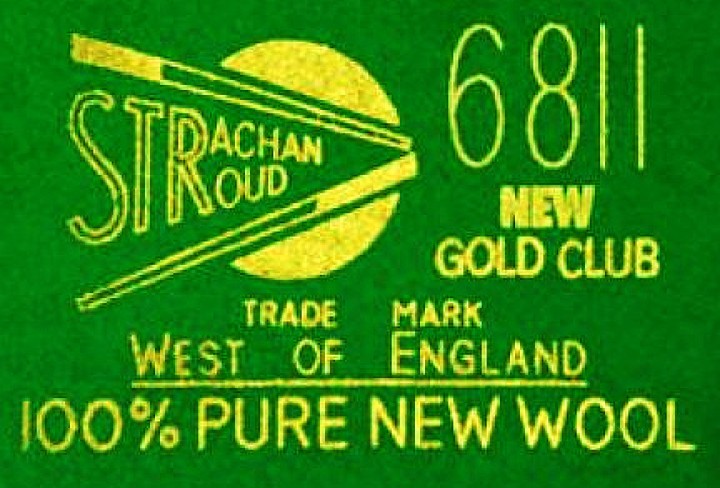 STRACHAN
STROUD
6811
NEW
GOLD CLUB
TRADE MARK
WEST OF ENGLAND
100% PURE NEW WOOL